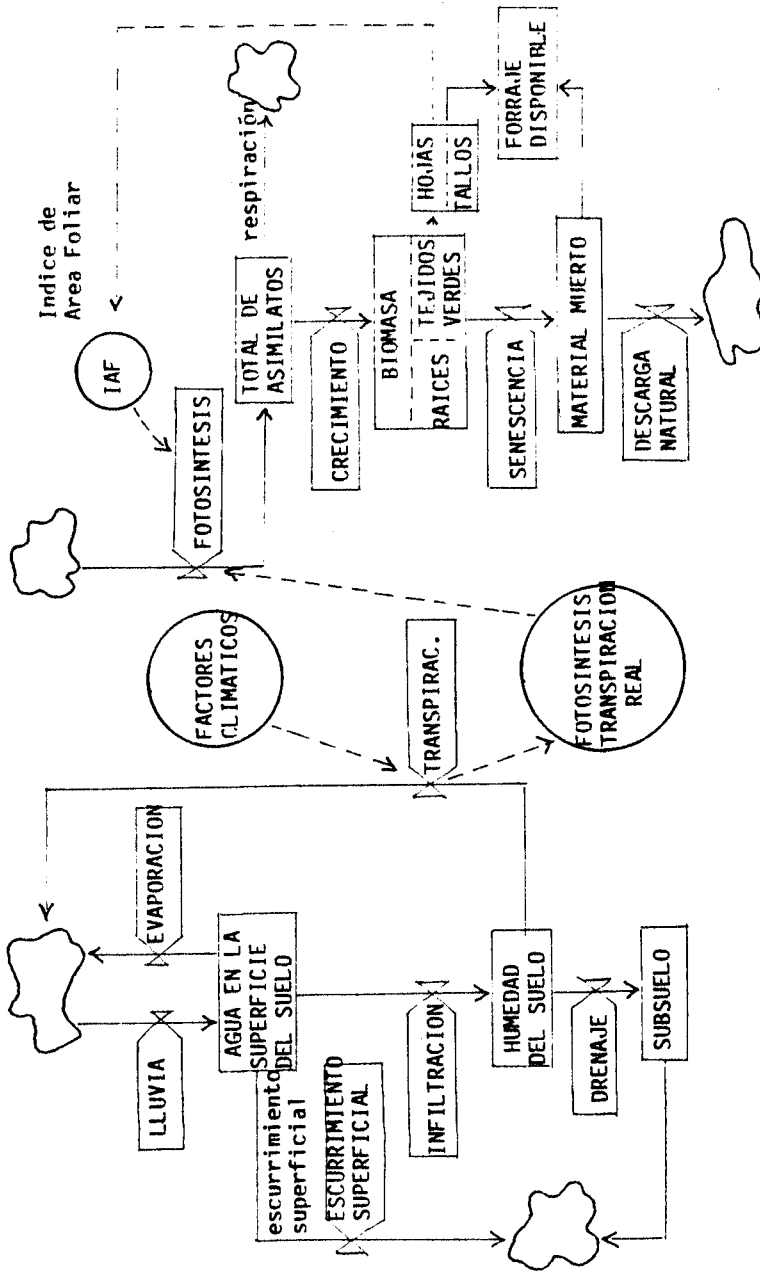 LLUVIA
EVAPORACION
AGUA EN LA
SUPERFICIE
DEL SUELO
escurrimiento
superficial
ESCURRIMIENTO
SUPERFICIAL
INFILTRACION
HUMEDAD
DEL SUELO
DRENAJE
SUBSUELO
FACTORES
CLIMATICOS
TRANSPIRAC.
FOTOSINTESIS
TRANSPIRACION
REAL
Indice de
Area Foliar
IAF
FOTOSINTESIS
TOTAL DE
ASIMILATOS
respiración
CRECIMIENTO
BIOMASA
RAICES
TEJIDOS
VERDES
HOJAS
TALLOS
SENESCENCIA
MATERIAL MUERTO
FORRAJE
DISPONIBLE
DESCARGA
NATURAL